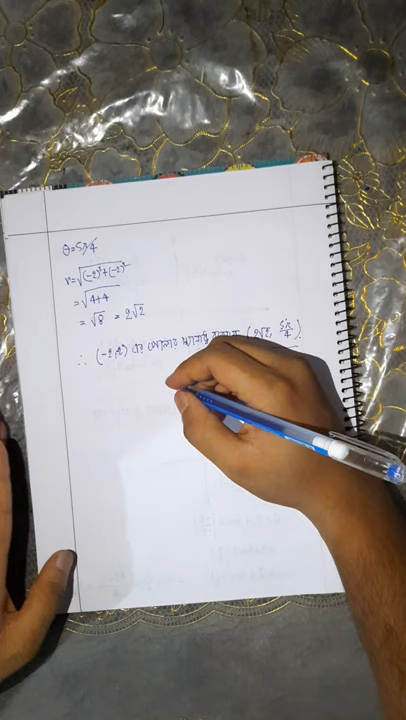 θ = 5π/4
r = √((-2)²+(-2)²)
= √(4+4)
= √8 = 2√2
∴ (-2,-2) এর পোলার স্থানাঙ্ক (2√2, 5π/4).